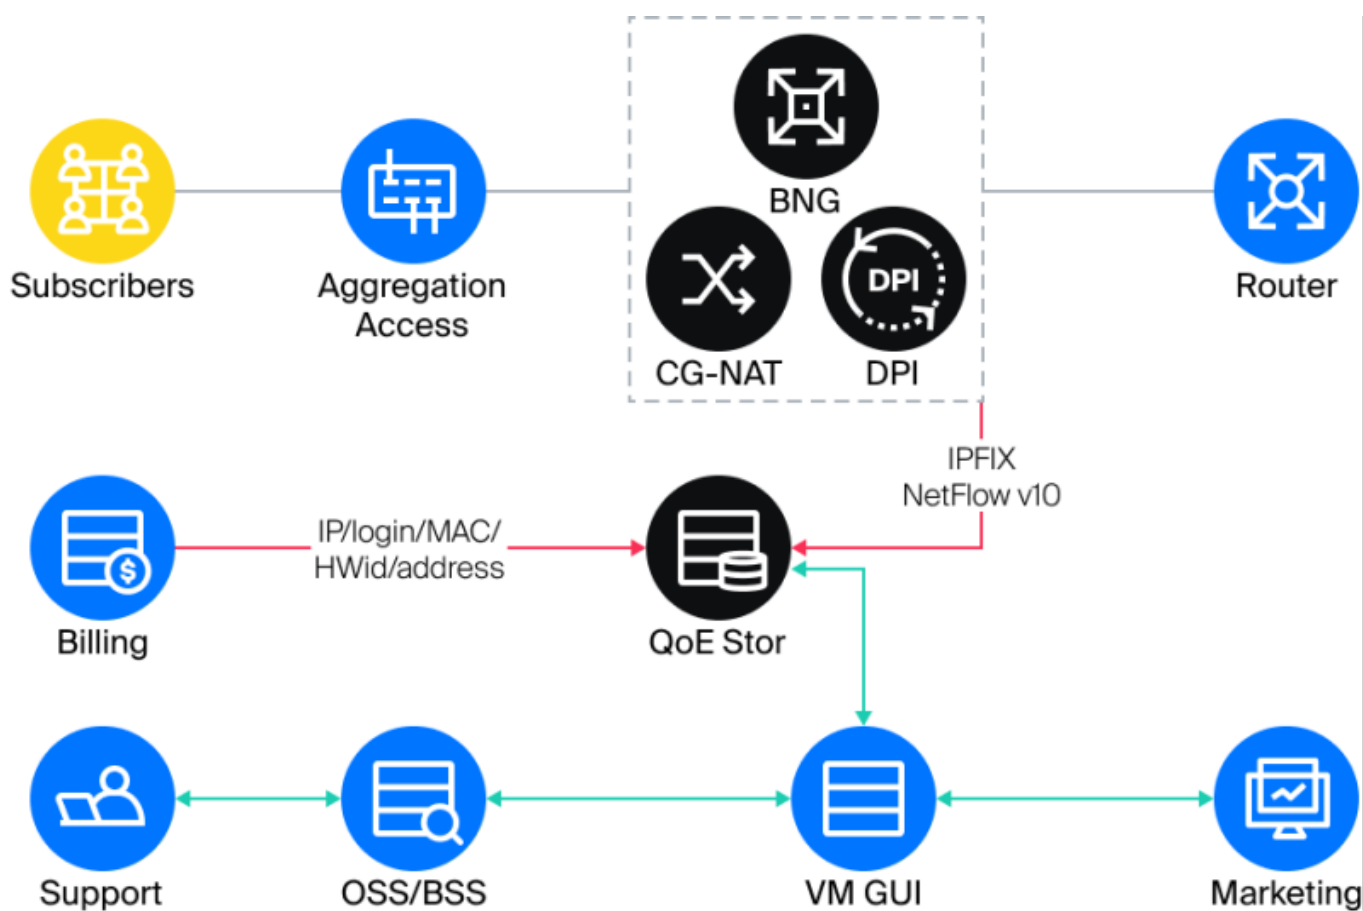 BNG
DPI
Subscribers
Aggregation
Access
CG-NAT
DPI
Router
IPFIX
NetFlow v10
IP/login/MAC/
HWid/address
$
Billing
QoE Stor
Support
OSS/BSS
VM GUI
Marketing